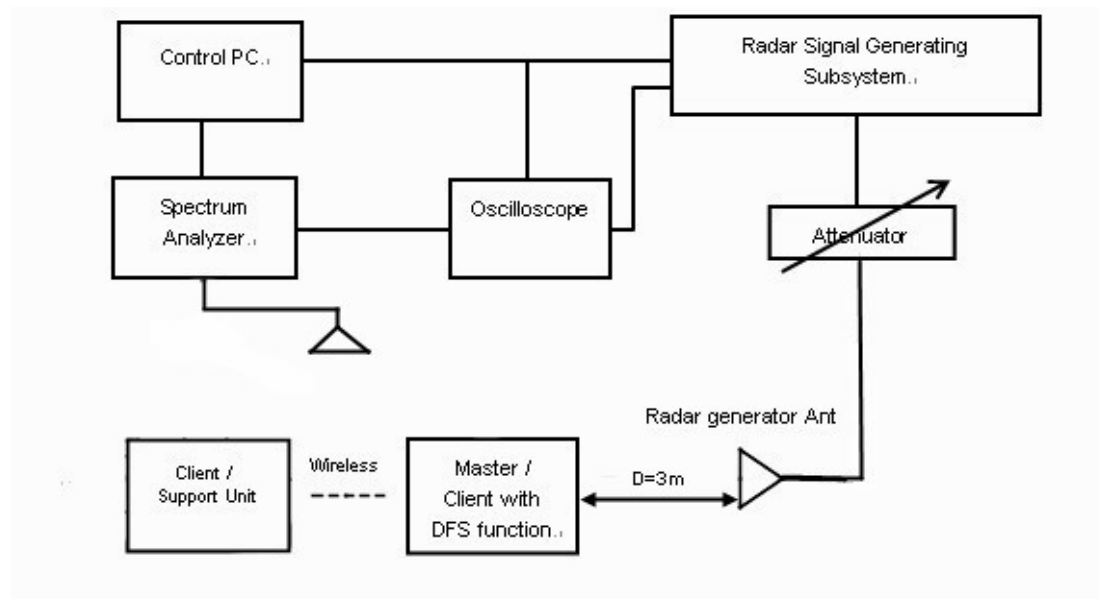 Control PC
Radar Signal Generating
Subsystem
Spectrum
Analyzer
Oscilloscope
Attenuator
Radar generator Ant
Client /
Support Unit
Wireless
Master /
Client with
DFS function
D=3m